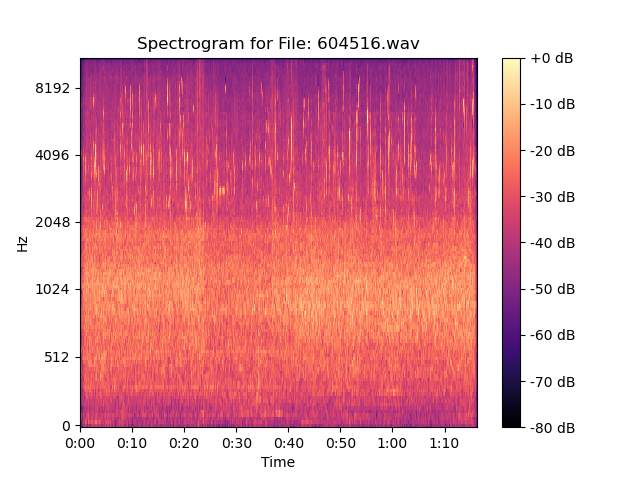 Spectrogram for File: 604516.wav
8192
4096
2048
1024
512
0
Hz
0:00 0:10 0:20 0:30 0:40 0:50 1:00 1:10
Time
+0 dB
-10 dB
-20 dB
-30 dB
-40 dB
-50 dB
-60 dB
-70 dB
-80 dB